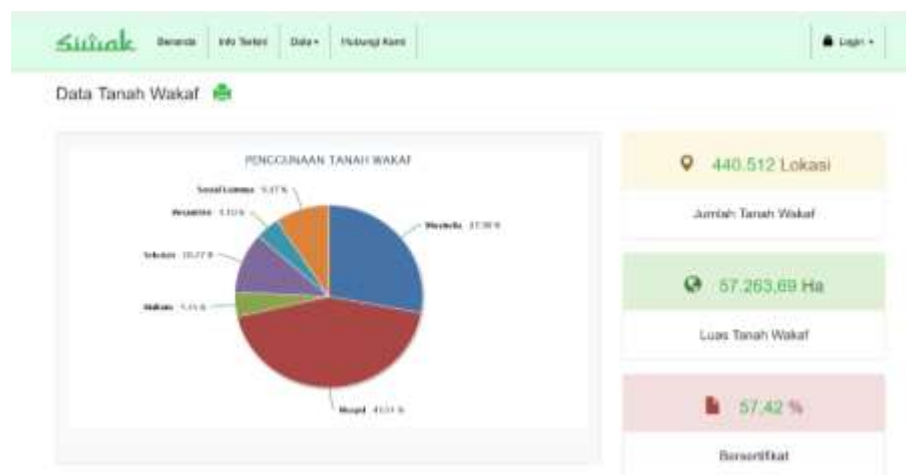 Siwak
Beranda
Info Terkini
Data
Hubungi Kami
Login
Data Tanah Wakaf
PENGGUNAAN TANAH WAKAF
Sosial Lainnya
Pesantren
Sekolah
Makam
Masjid
Musholla
440.512 Lokasi
Jumlah Tanah Wakaf
57.263,69 Ha
Luas Tanah Wakaf
57,42 %
Bersertifikat